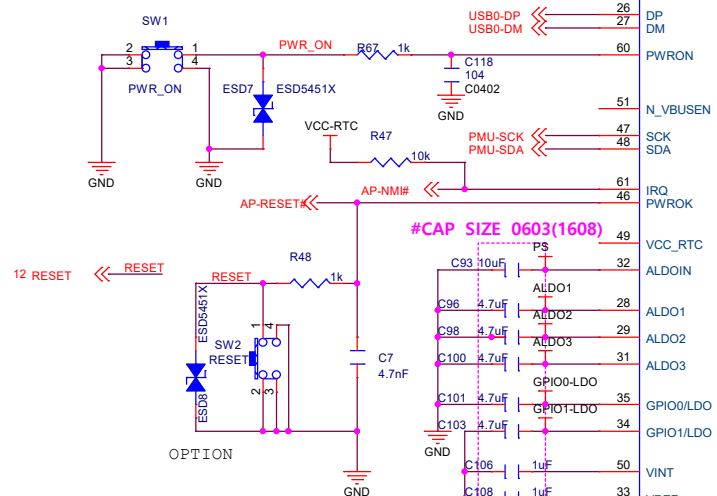 SW1
2
1
3
4
PWR_ON
PWR_ON
R67
1k
ESD7
ESD5451X
C118
104
C0402
GND
GND
GND
USB0-DP
26
DP
USB0-DM
27
DM
60
PWRON
51
N_VBUSEN
VCC-RTC
R47
10k
PMU-SCK
47
SCK
PMU-SDA
48
SDA
AP-NMI#
61
IRQ
AP-RESET#
46
PWROK
#CAP SIZE 0603(1608)
49
VCC_RTC
PS
C93
10uF
32
ALDOIN
ALDO1
C96
4.7uF
28
ALDO1
ALDO2
C98
4.7uF
29
ALDO2
ALDO3
C100
4.7uF
31
ALDO3
GPIO0-LDO
C101
4.7uF
35
GPIO0/LDO
GPIO1-LDO
C103
4.7uF
34
GPIO1/LDO
GND
C106
1uF
50
VINT
C108
1uF
33
12 RESET
RESET
RESET
R48
1k
ESD5451X
ESD8
SW2
RESET
1
4
2
3
C7
4.7nF
OPTION
GND